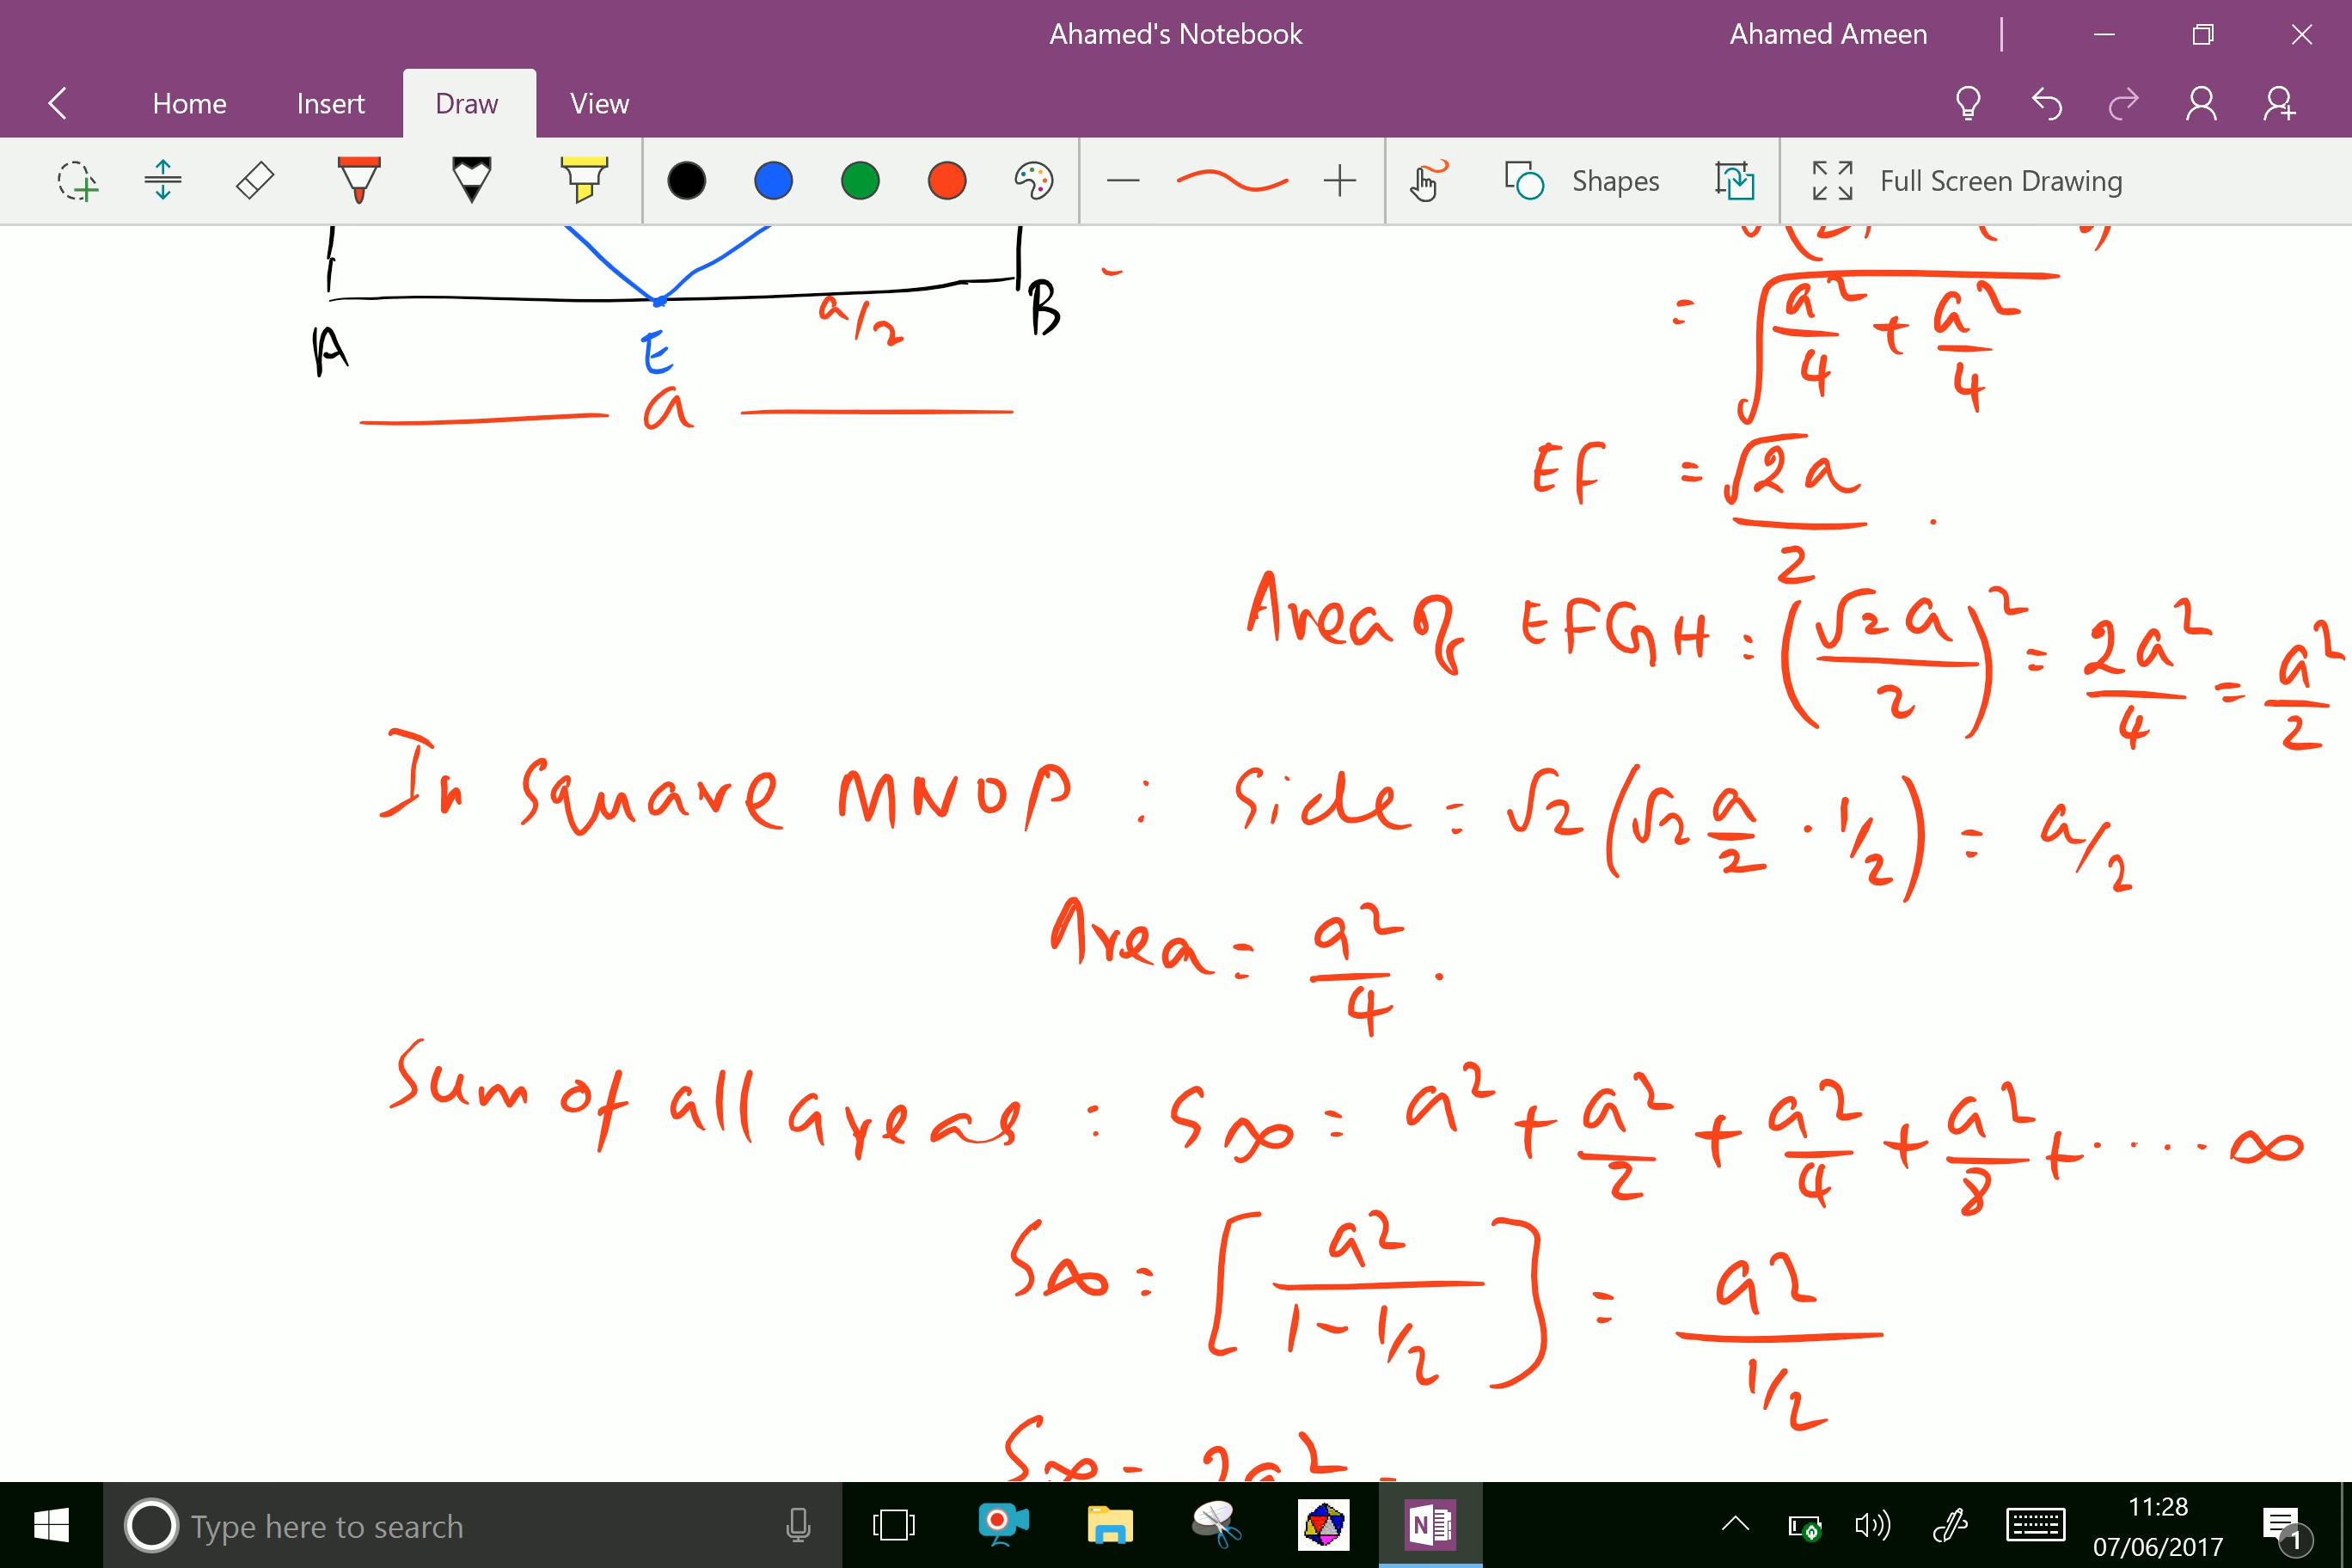 Ahamed's Notebook
Ahamed Ameen
Home Insert Draw View
Shapes Full Screen Drawing
B
a/2
A
E
a
= √(a²/4 + a²/4)
EF = √2a/2 .
Area of EFGH = (√2a/2)² = 2a²/4 = a²/2
In square MNOP : Side = √2(√2 a/2 · 1/2) = a/2
Area = a²/4 .
Sum of all areas : S∞ = a² + a²/2 + a²/4 + a²/8 + ..... ∞
S∞ = [a²/(1 - 1/2)] = a²/(1/2)
S∞ = 2a²
Type here to search
N
11:28
07/06/2017
1